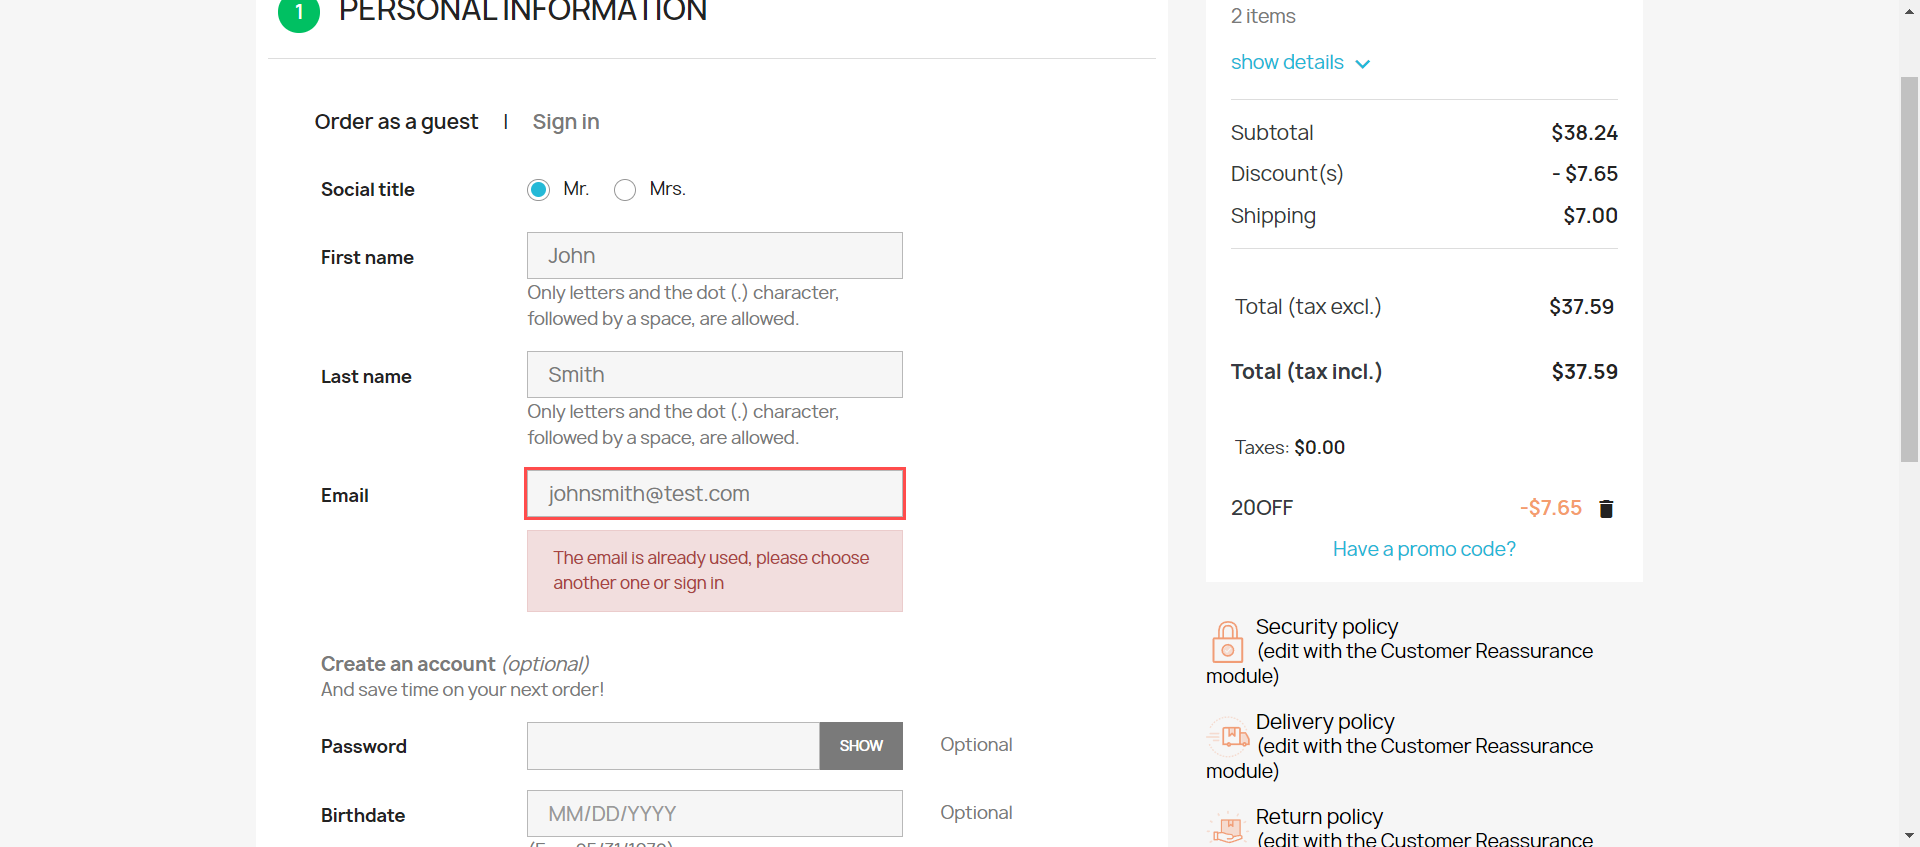 1 PERSONAL INFORMATION
Order as a guest | Sign in
Social title Mr. Mrs.
First name John
Only letters and the dot (.) character,
followed by a space, are allowed.
Last name Smith
Only letters and the dot (.) character,
followed by a space, are allowed.
Email johnsmith@test.com
The email is already used, please choose
another one or sign in
Create an account (optional)
And save time on your next order!
Password SHOW Optional
Birthdate MM/DD/YYYY Optional
2 items
show details
Subtotal $38.24
Discount(s) - $7.65
Shipping $7.00
Total (tax excl.) $37.59
Total (tax incl.) $37.59
Taxes: $0.00
20OFF -$7.65
Have a promo code?
Security policy
(edit with the Customer Reassurance
module)
Delivery policy
(edit with the Customer Reassurance
module)
Return policy
(edit with the Customer Reassurance